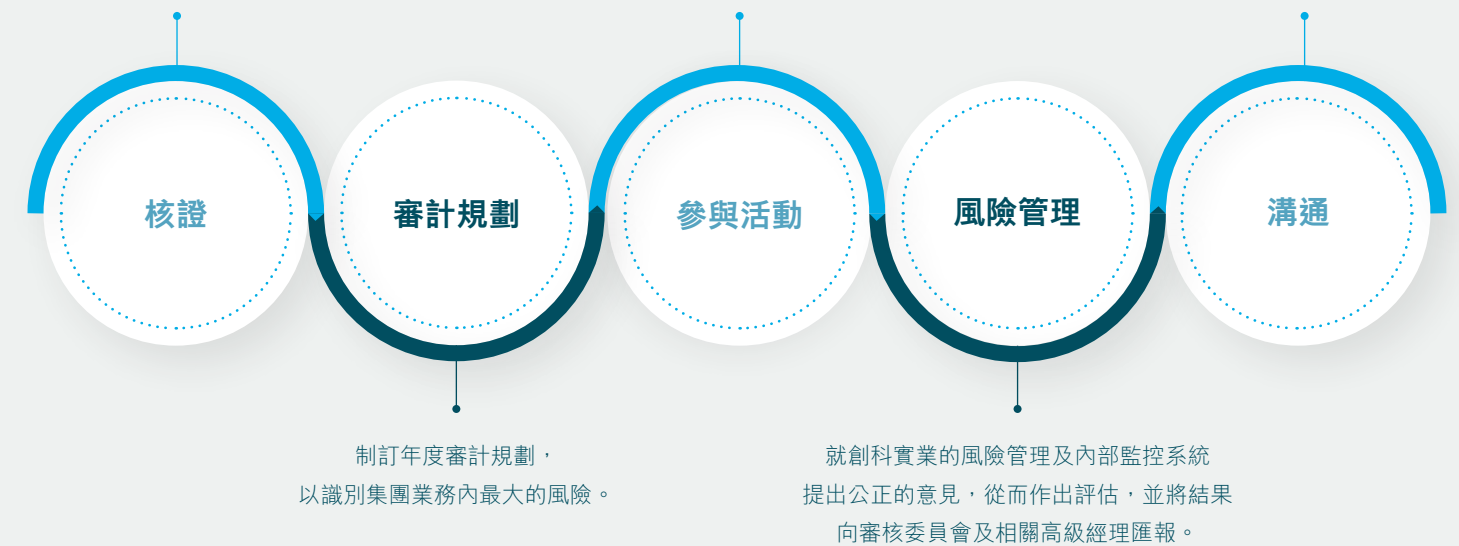 核證
審計規劃
參與活動
風險管理
溝通
制訂年度審計規劃，
以識別集團業務內最大的風險。
就創科實業的風險管理及內部監控系統
提出公正的意見，從而作出評估，並將結果
向審核委員會及相關高級經理匯報。